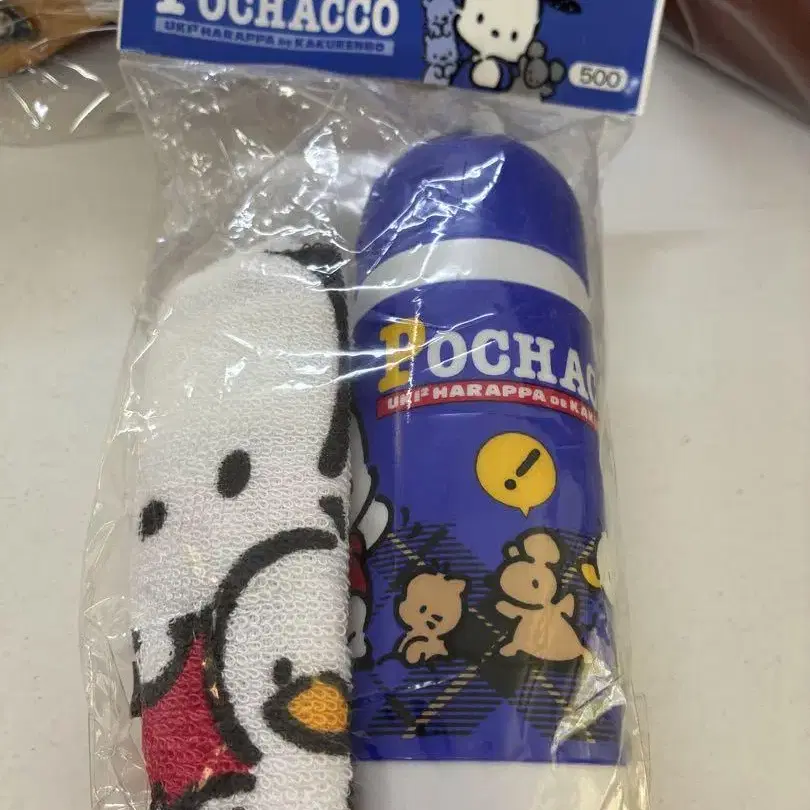 POCHACCO
UKI² HARAPPA DE KAKURENBO
500
POCHAC
UKI² HARAPPA DE KAK
!